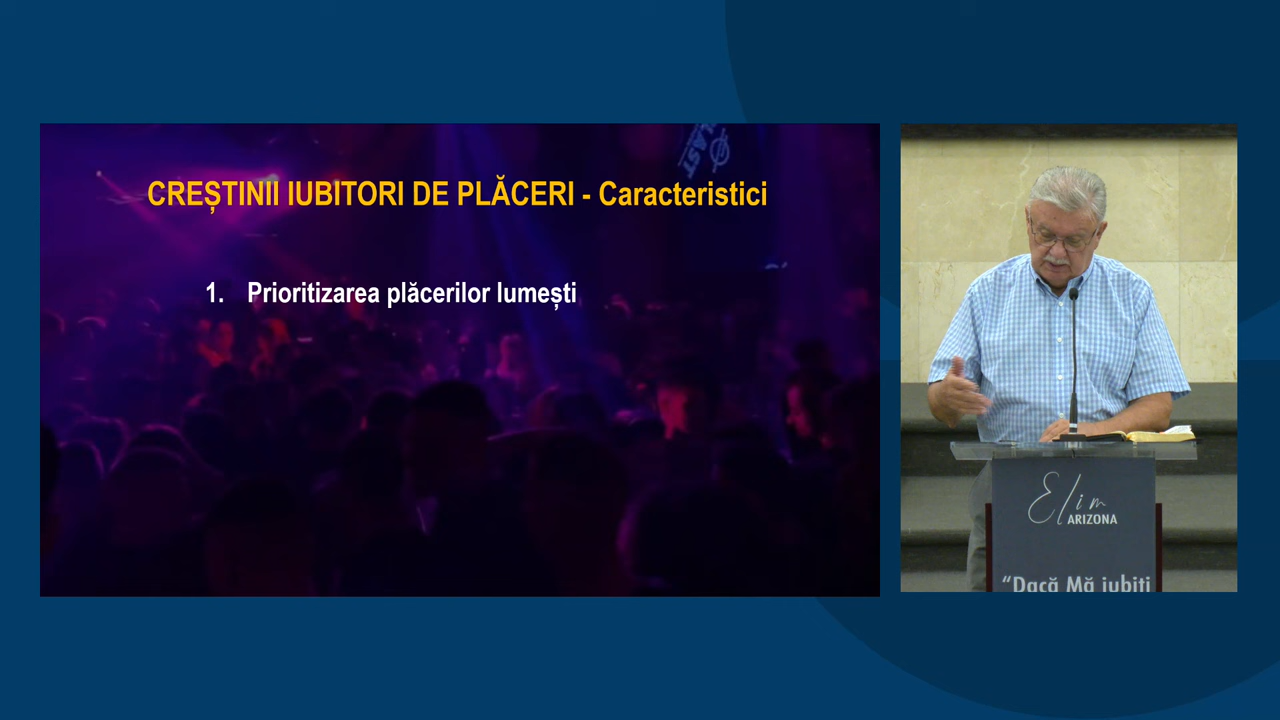 CREȘTINII IUBITORI DE PLĂCERI - Caracteristici
1. Prioritizarea plăcerilor lumești
Elim
ARIZONA
“Dacă Mă iubiți